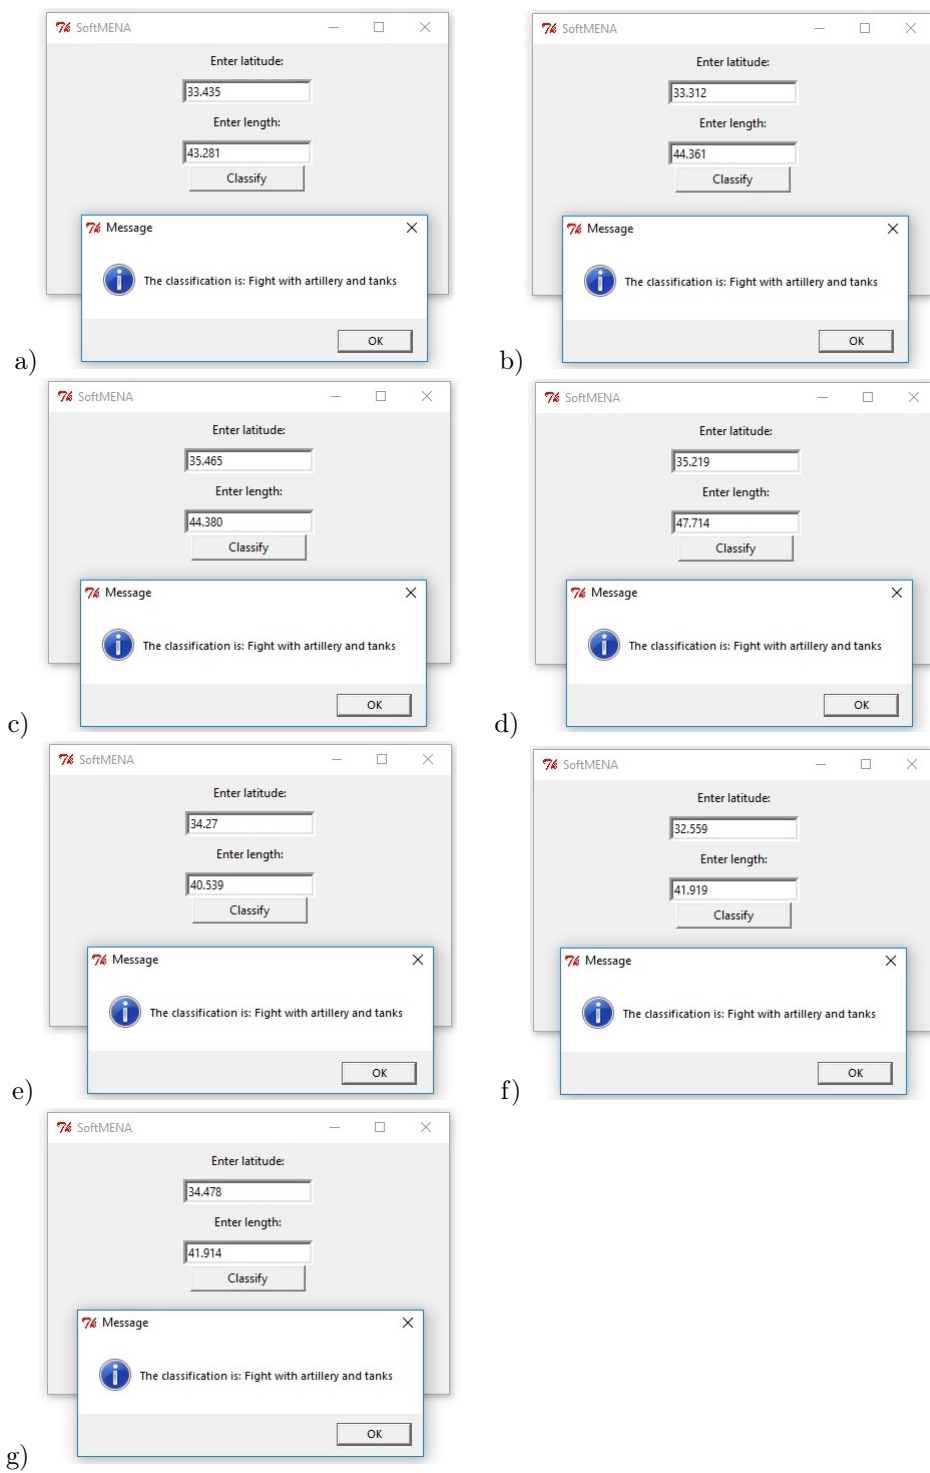 SoftMENA
Enter latitude:
33.435
Enter length:
43.281
Classify
Message
The classification is: Fight with artillery and tanks
OK
a)
SoftMENA
Enter latitude:
33.312
Enter length:
44.361
Classify
Message
The classification is: Fight with artillery and tanks
OK
b)
SoftMENA
Enter latitude:
35.465
Enter length:
44.380
Classify
Message
The classification is: Fight with artillery and tanks
OK
c)
SoftMENA
Enter latitude:
35.219
Enter length:
47.714
Classify
Message
The classification is: Fight with artillery and tanks
OK
d)
SoftMENA
Enter latitude:
34.27
Enter length:
40.539
Classify
Message
The classification is: Fight with artillery and tanks
OK
e)
SoftMENA
Enter latitude:
32.559
Enter length:
41.919
Classify
Message
The classification is: Fight with artillery and tanks
OK
f)
SoftMENA
Enter latitude:
34.478
Enter length:
41.914
Classify
Message
The classification is: Fight with artillery and tanks
OK
g)